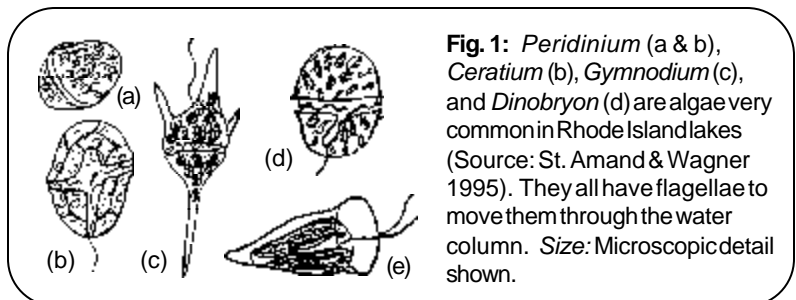 (a)
(b)
(c)
(d)
(e)
Fig. 1: Peridinium (a & b),
Ceratium (b), Gymnodium (c),
and Dinobryon (d) are algae very
common in Rhode Island lakes
(Source: St. Amand & Wagner
1995). They all have flagellae to
move them through the water
column. Size: Microscopic detail
shown.